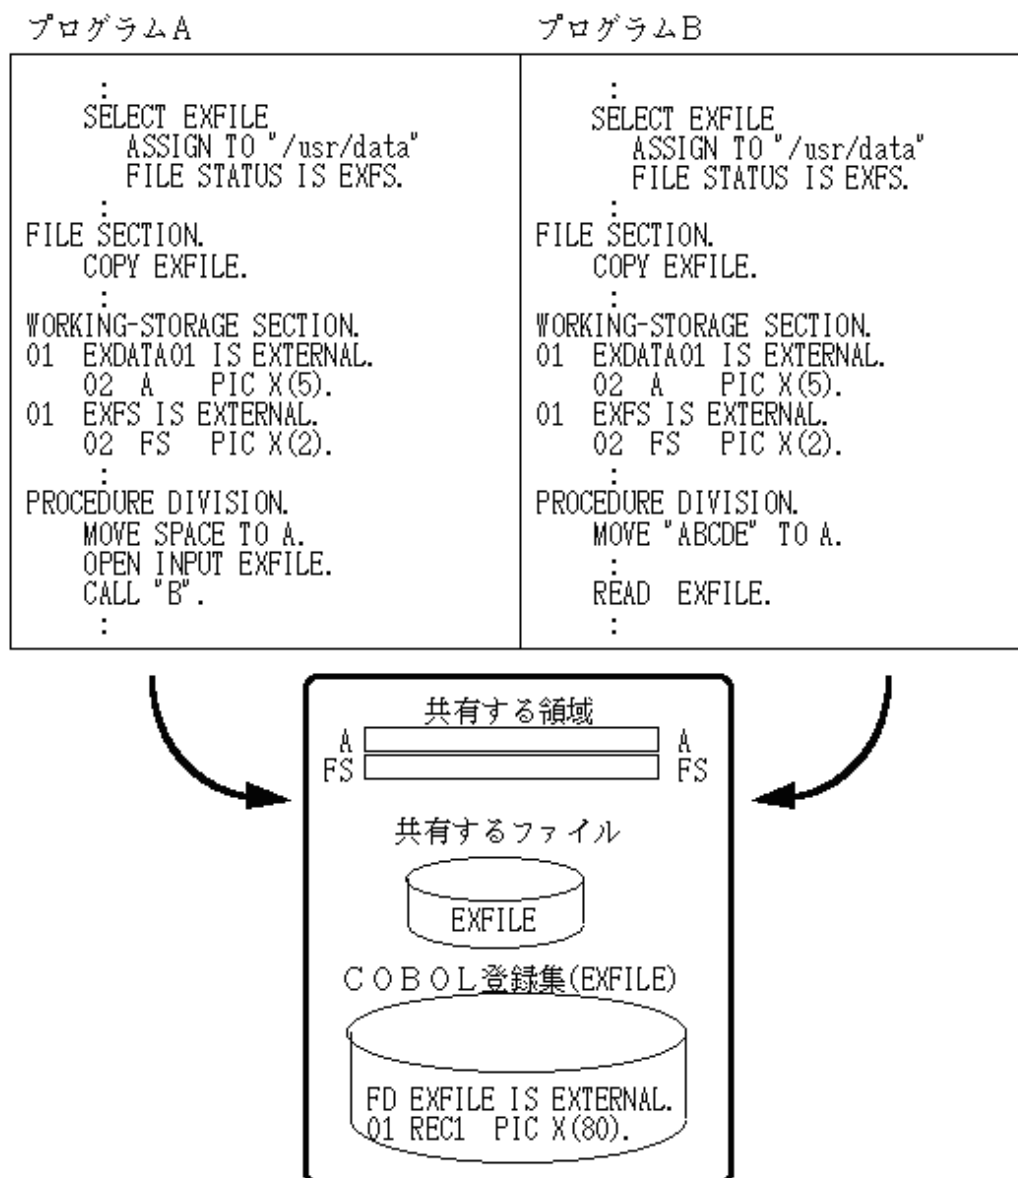 プログラムA
:
SELECT EXFILE
ASSIGN TO "/usr/data"
FILE STATUS IS EXFS.
:
FILE SECTION.
COPY EXFILE.
:
WORKING-STORAGE SECTION.
01 EXDATA01 IS EXTERNAL.
02 A PIC X(5).
01 EXFS IS EXTERNAL.
02 FS PIC X(2).
:
PROCEDURE DIVISION.
MOVE SPACE TO A.
OPEN INPUT EXFILE.
CALL "B".
:
プログラムB
:
SELECT EXFILE
ASSIGN TO "/usr/data"
FILE STATUS IS EXFS.
:
FILE SECTION.
COPY EXFILE.
:
WORKING-STORAGE SECTION.
01 EXDATA01 IS EXTERNAL.
02 A PIC X(5).
01 EXFS IS EXTERNAL.
02 FS PIC X(2).
:
PROCEDURE DIVISION.
MOVE "ABCDE" TO A.
:
READ EXFILE.
:
共有する領域
A A
FS FS
共有するファイル
EXFILE
COBOL登録集(EXFILE)
FD EXFILE IS EXTERNAL.
01 REC1 PIC X(80).